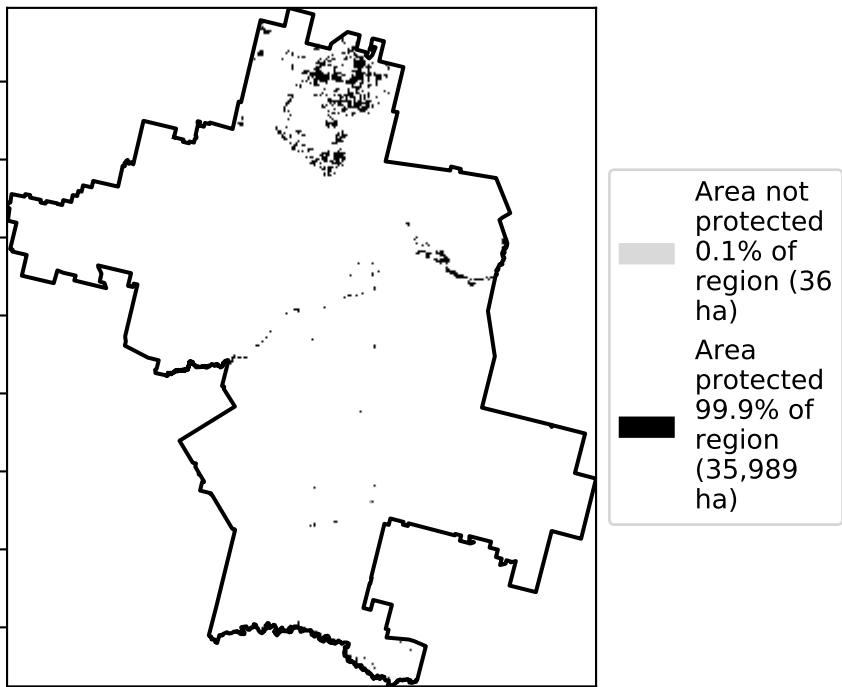 Area not
protected
0.1% of
region (36
ha)
Area
protected
99.9% of
region
(35,989
ha)